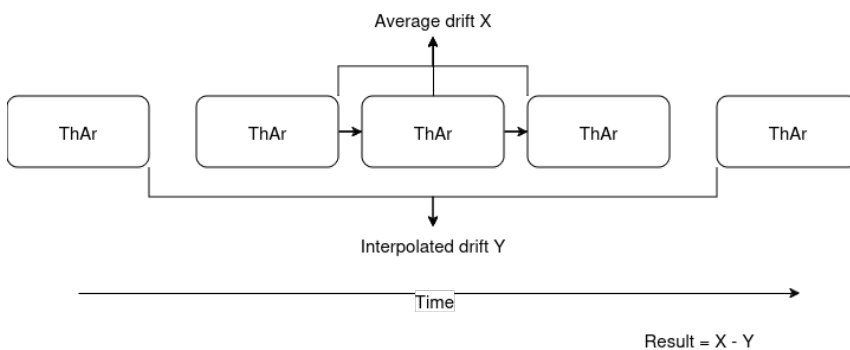 Average drift X
ThAr ThAr ThAr ThAr ThAr
Interpolated drift Y
Time
Result = X - Y